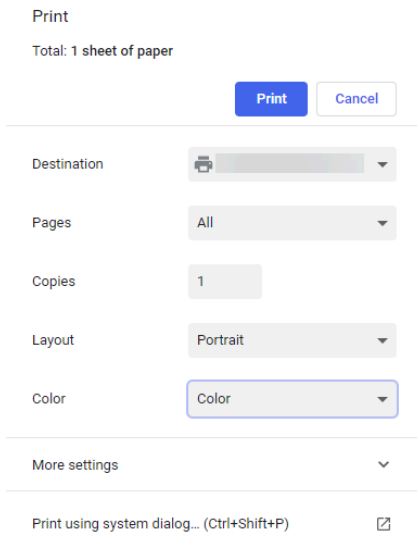 Print
Total: 1 sheet of paper
Print Cancel
Destination
Pages All
Copies 1
Layout Portrait
Color Color
More settings
Print using system dialog... (Ctrl+Shift+P)